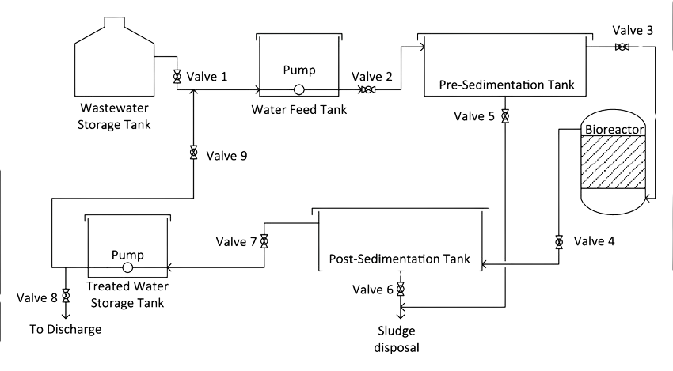 Valve 3
Pump
Valve 1
Valve 2
Pre-Sedimentation Tank
Wastewater
Storage Tank
Water Feed Tank
Valve 5
Bioreactor
Valve 9
Valve 7
Valve 4
Pump
Post-Sedimentation Tank
Treated Water
Storage Tank
Valve 6
Valve 8
To Discharge
Sludge
disposal